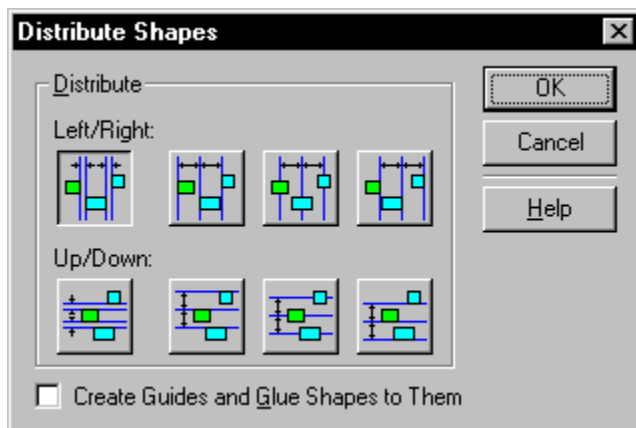 Distribute Shapes
Distribute
OK
Left/Right:
Cancel
Help
Up/Down:
Create Guides and Glue Shapes to Them